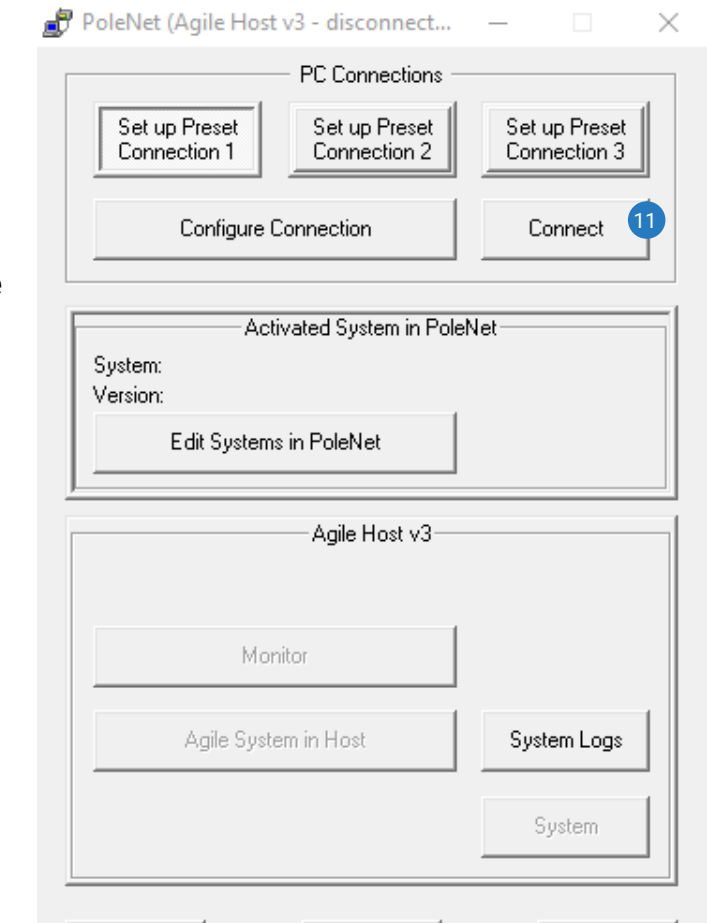 PoleNet (Agile Host v3 - disconnect...
PC Connections
Set up Preset
Connection 1
Set up Preset
Connection 2
Set up Preset
Connection 3
Configure Connection
Connect
11
Activated System in PoleNet
System:
Version:
Edit Systems in PoleNet
Agile Host v3
Monitor
Agile System in Host
System Logs
System